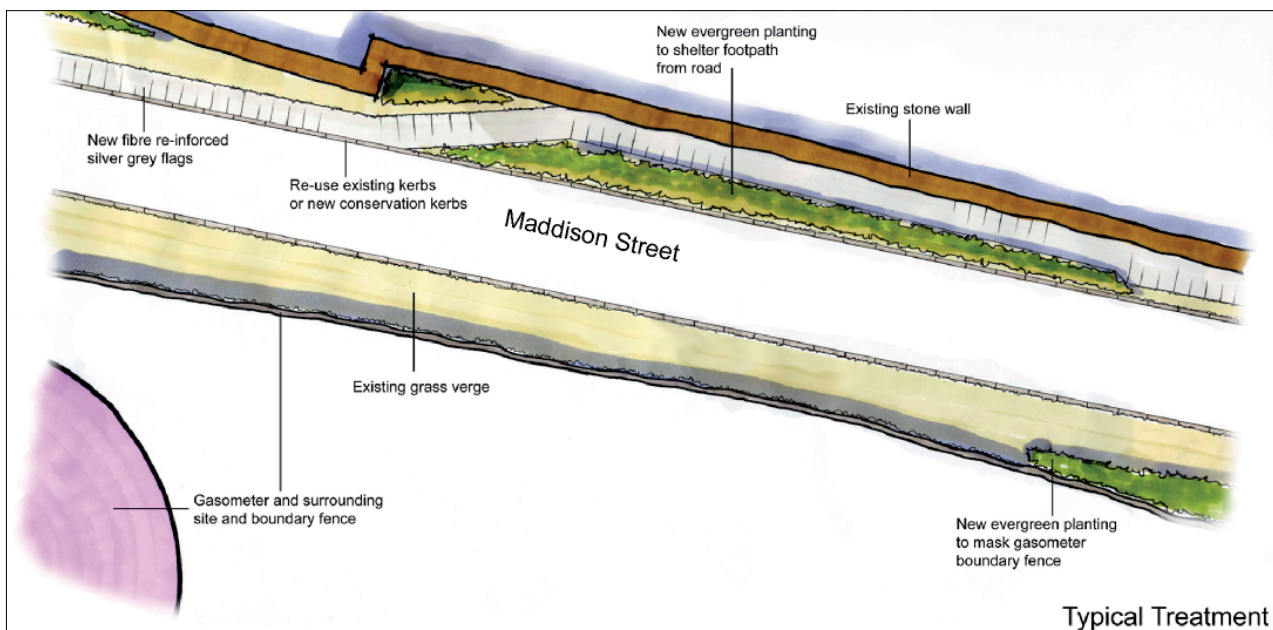 New evergreen planting
to shelter footpath
from road
Existing stone wall
New fibre re-inforced
silver grey flags
Re-use existing kerbs
or new conservation kerbs
Maddison Street
Existing grass verge
Gasometer and surrounding
site and boundary fence
New evergreen planting
to mask gasometer
boundary fence
Typical Treatment